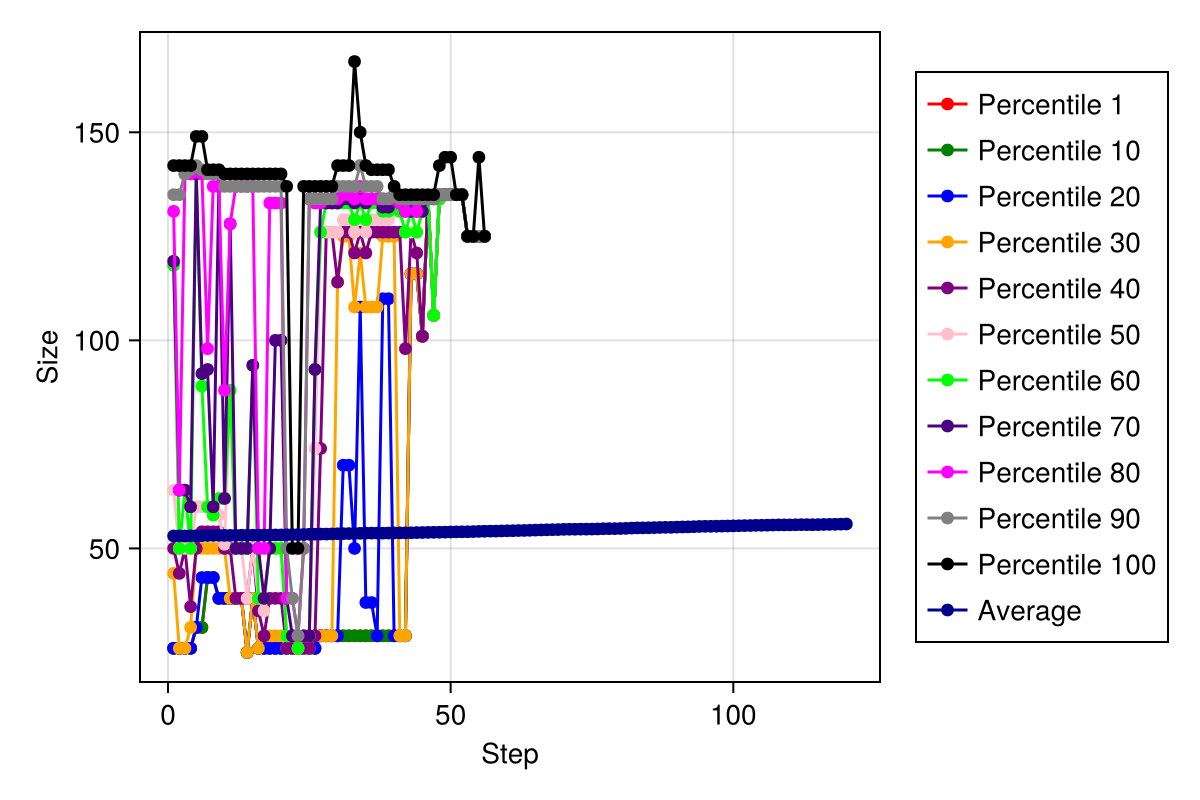 150
100
50
0
50
100
Size
Step
Percentile 1
Percentile 10
Percentile 20
Percentile 30
Percentile 40
Percentile 50
Percentile 60
Percentile 70
Percentile 80
Percentile 90
Percentile 100
Average